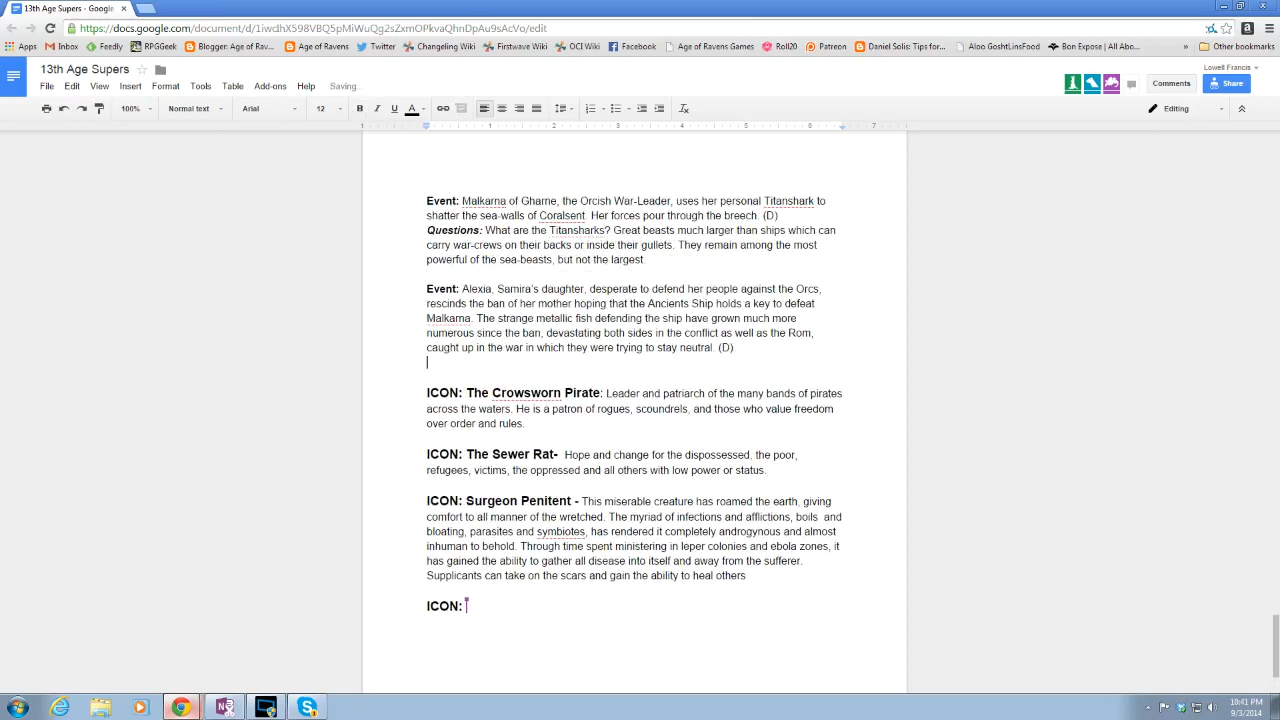 13th Age Supers - Google
https://docs.google.com/document/d/1iwcthX598VBQ5pMiWuQg2sZxmOPkvaQhnDpAu9sAcVo/edit
Apps Inbox Feedly RPGGeek Blogger: Age of Rav... Age of Ravens Twitter Changeling Wiki Firstwave Wiki OCI Wiki Facebook Age of Ravens Games Roll20 Patreon Daniel Solis: Tips for... Aloo GoshtLinsFood Bon Expose | All Abo... » Other bookmarks
13th Age Supers
Lowell Francis
File Edit View Insert Format Tools Table Add-ons Help Saving...
Comments Share
100% Normal text Arial 12 B I U A Editing
1 1 2 3 4 5 6 7
Event: Malkarna of Gharne, the Orcish War-Leader, uses her personal Titanshark to
shatter the sea-walls of Coralsent. Her forces pour through the breech. (D)
Questions: What are the Titansharks? Great beasts much larger than ships which can
carry war-crews on their backs or inside their gullets. They remain among the most
powerful of the sea-beasts, but not the largest.
Event: Alexia, Samira's daughter, desperate to defend her people against the Orcs,
rescinds the ban of her mother hoping that the Ancients Ship holds a key to defeat
Malkarna. The strange metallic fish defending the ship have grown much more
numerous since the ban, devastating both sides in the conflict as well as the Rom,
caught up in the war in which they were trying to stay neutral. (D)
ICON: The Crowsworn Pirate: Leader and patriarch of the many bands of pirates
across the waters. He is a patron of rogues, scoundrels, and those who value freedom
over order and rules.
ICON: The Sewer Rat- Hope and change for the dispossessed, the poor,
refugees, victims, the oppressed and all others with low power or status.
ICON: Surgeon Penitent - This miserable creature has roamed the earth, giving
comfort to all manner of the wretched. The myriad of infections and afflictions, boils and
bloating, parasites and symbiotes, has rendered it completely androgynous and almost
inhuman to behold. Through time spent ministering in leper colonies and ebola zones, it
has gained the ability to gather all disease into itself and away from the sufferer.
Supplicants can take on the scars and gain the ability to heal others
ICON:
10:41 PM
9/3/2014